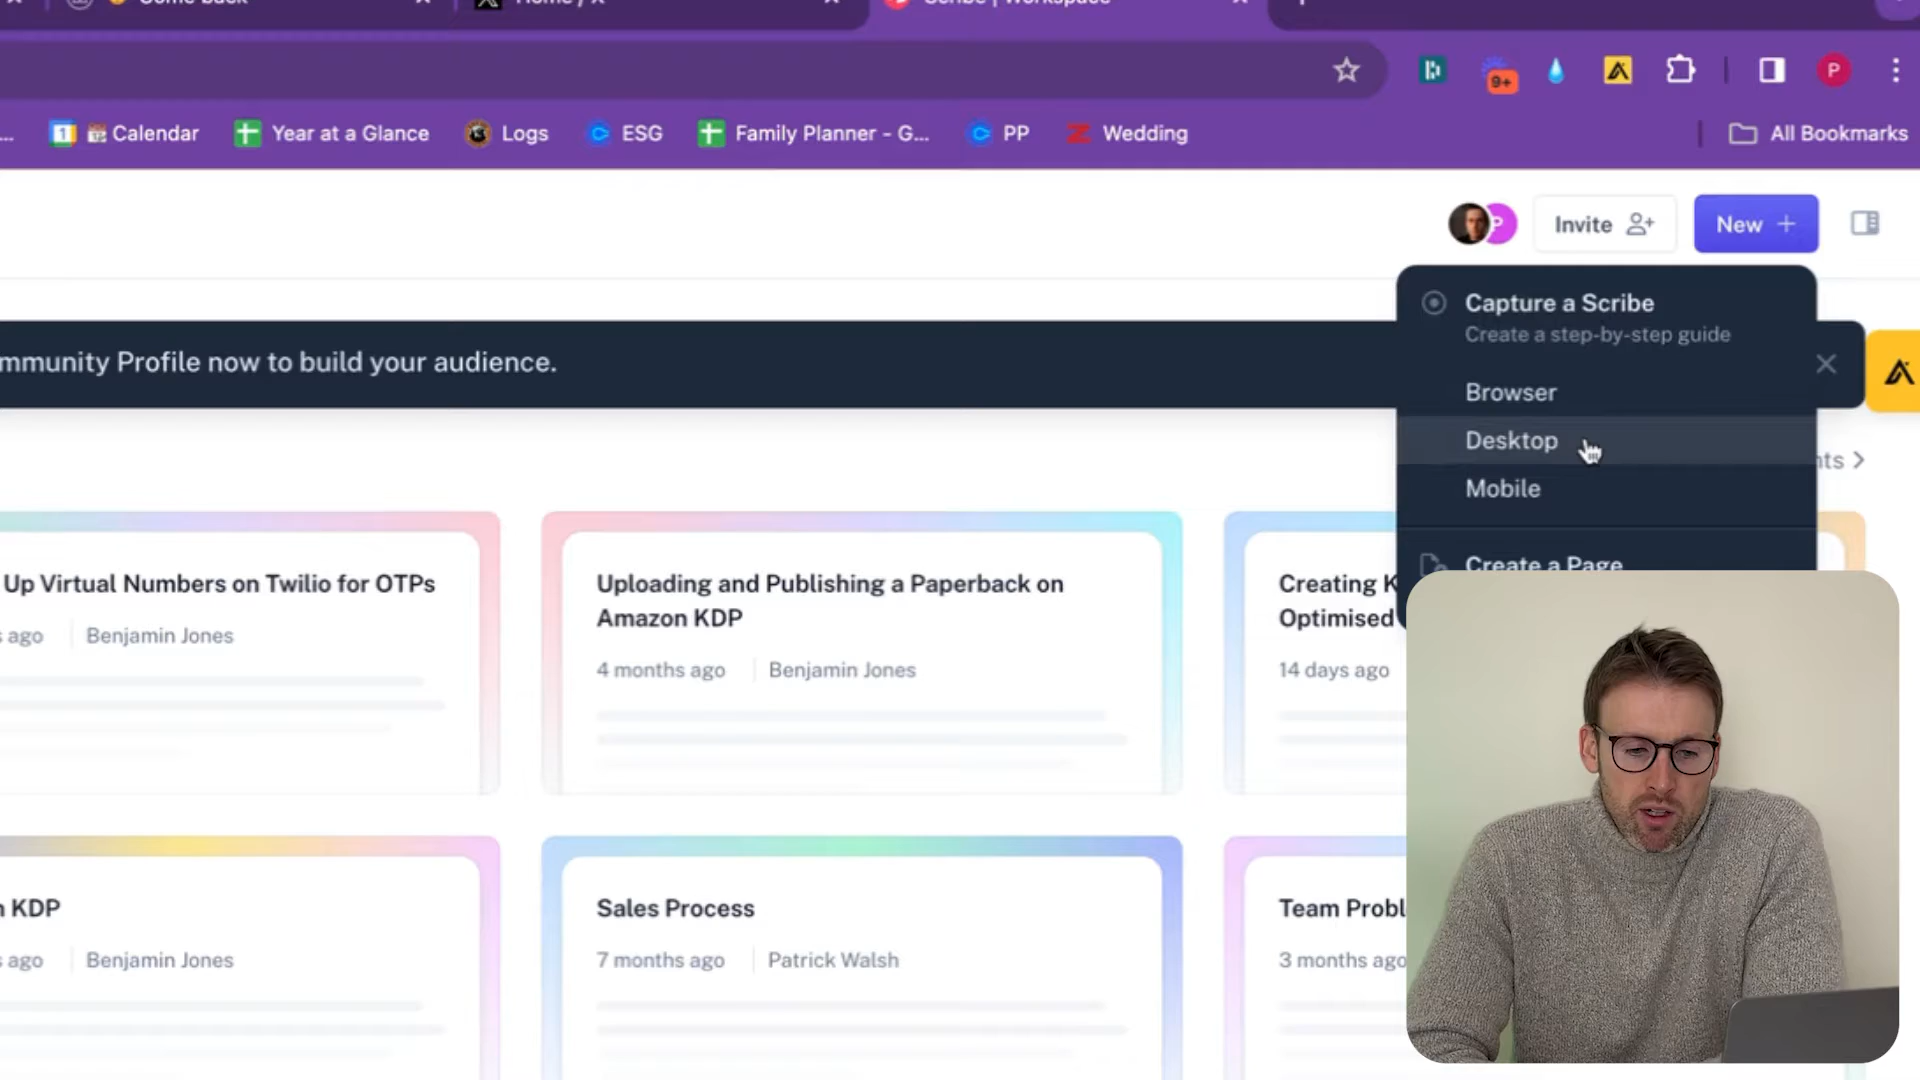 Scribe | Workspace
9+
P
...
1
Calendar
Year at a Glance
Logs
ESG
Family Planner - G...
PP
Wedding
All Bookmarks
P
Invite
New +
Capture a Scribe
Create a step-by-step guide
mmunity Profile now to build your audience.
Browser
Desktop
Mobile
nts
Create a Page
Up Virtual Numbers on Twilio for OTPs
s ago
Benjamin Jones
Uploading and Publishing a Paperback on
Amazon KDP
4 months ago
Benjamin Jones
Creating K
Optimised
14 days ago
n KDP
s ago
Benjamin Jones
Sales Process
7 months ago
Patrick Walsh
Team Probl
3 months ago